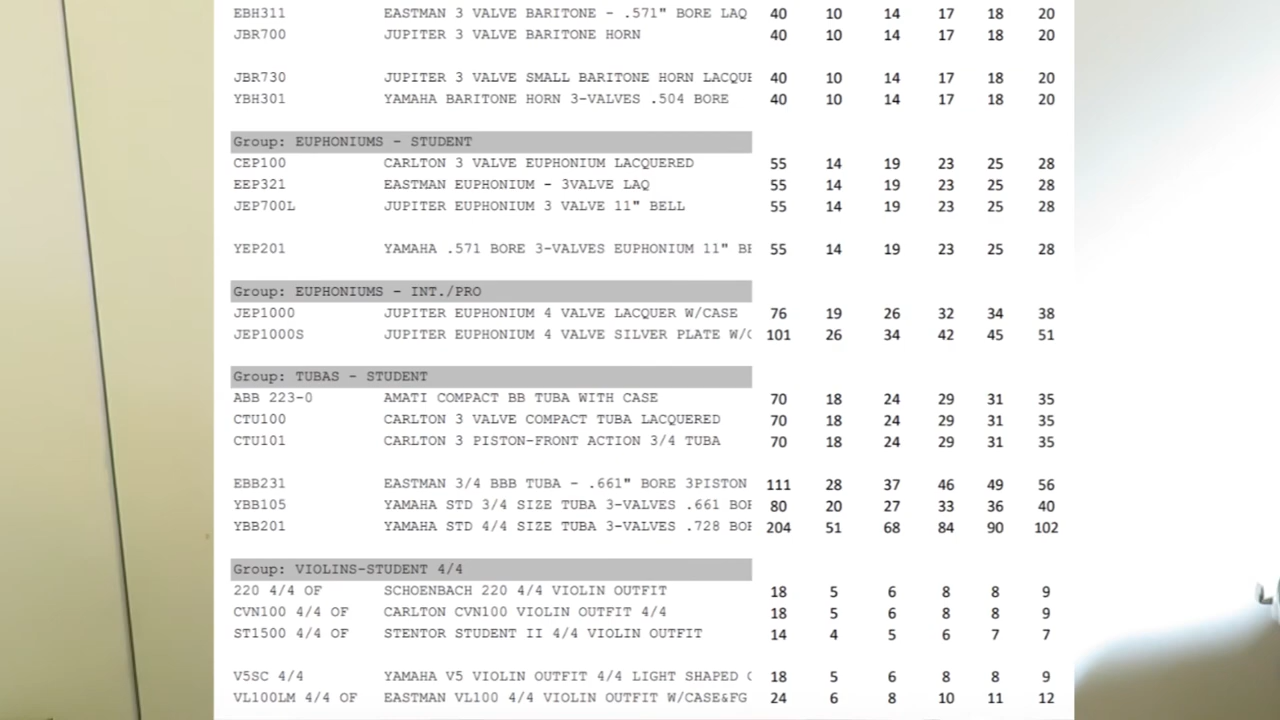 EBH311 EASTMAN 3 VALVE BARITONE - .571" BORE LAQ 40 10 14 17 18 20
JBR700 JUPITER 3 VALVE BARITONE HORN 40 10 14 17 18 20
JBR730 JUPITER 3 VALVE SMALL BARITONE HORN LACQUE 40 10 14 17 18 20
YBH301 YAMAHA BARITONE HORN 3-VALVES .504 BORE 40 10 14 17 18 20
Group: EUPHONIUMS - STUDENT
CEP100 CARLTON 3 VALVE EUPHONIUM LACQUERED 55 14 19 23 25 28
EEP321 EASTMAN EUPHONIUM - 3VALVE LAQ 55 14 19 23 25 28
JEP700L JUPITER EUPHONIUM 3 VALVE 11" BELL 55 14 19 23 25 28
YEP201 YAMAHA .571 BORE 3-VALVES EUPHONIUM 11" BE 55 14 19 23 25 28
Group: EUPHONIUMS - INT./PRO
JEP1000 JUPITER EUPHONIUM 4 VALVE LACQUER W/CASE 76 19 26 32 34 38
JEP1000S JUPITER EUPHONIUM 4 VALVE SILVER PLATE W/C 101 26 34 42 45 51
Group: TUBAS - STUDENT
ABB 223-0 AMATI COMPACT BB TUBA WITH CASE 70 18 24 29 31 35
CTU100 CARLTON 3 VALVE COMPACT TUBA LACQUERED 70 18 24 29 31 35
CTU101 CARLTON 3 PISTON-FRONT ACTION 3/4 TUBA 70 18 24 29 31 35
EBB231 EASTMAN 3/4 BBB TUBA - .661" BORE 3PISTON 111 28 37 46 49 56
YBB105 YAMAHA STD 3/4 SIZE TUBA 3-VALVES .661 BOR 80 20 27 33 36 40
YBB201 YAMAHA STD 4/4 SIZE TUBA 3-VALVES .728 BOR 204 51 68 84 90 102
Group: VIOLINS-STUDENT 4/4
220 4/4 OF SCHOENBACH 220 4/4 VIOLIN OUTFIT 18 5 6 8 8 9
CVN100 4/4 OF CARLTON CVN100 VIOLIN OUTFIT 4/4 18 5 6 8 8 9
ST1500 4/4 OF STENTOR STUDENT II 4/4 VIOLIN OUTFIT 14 4 5 6 7 7
V5SC 4/4 YAMAHA V5 VIOLIN OUTFIT 4/4 LIGHT SHAPED C 18 5 6 8 8 9
VL100LM 4/4 OF EASTMAN VL100 4/4 VIOLIN OUTFIT W/CASE&FG 24 6 8 10 11 12